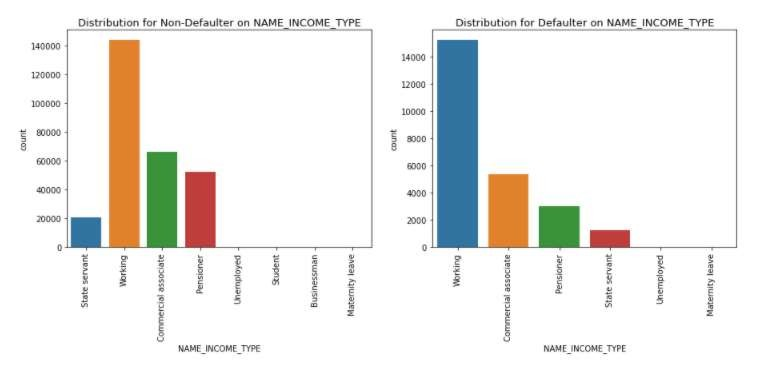 Distribution for Non-Defaulter on NAME_INCOME_TYPE
140000
120000
100000
80000
60000
40000
20000
0
count
State servant
Working
Commercial associate
Pensioner
Unemployed
Student
Businessman
Maternity leave
NAME_INCOME_TYPE
Distribution for Defaulter on NAME_INCOME_TYPE
14000
12000
10000
8000
6000
4000
2000
0
count
Working
Commercial associate
Pensioner
State servant
Unemployed
Maternity leave
NAME_INCOME_TYPE